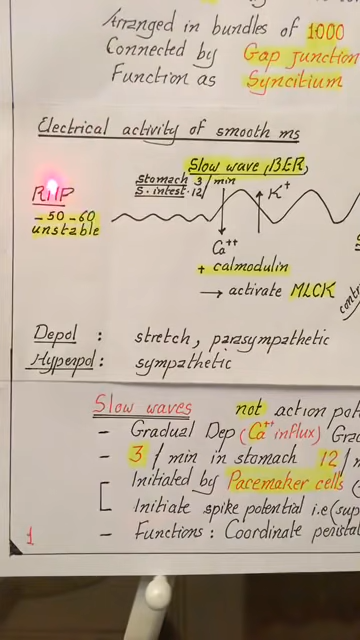 Arranged in bundles of 1000
Connected by Gap junction
Function as Syncitium
Electrical activity of smooth ms
Slow wave, BER,
Stomach 3/min
S. intest. 12
RMP
-50 -60
unstable
K+
Ca++
+ calmodulin
→ activate MLCK
Depol : stretch, parasympathetic
Hyperpol : sympathetic
Slow waves not action pot
- Gradual Dep (Ca++ influx) Gra
- 3 / min in stomach 12 /
Initiated by Pacemaker cells (
Initiate spike potential i.e (sup
- Functions : Coordinate perist
1